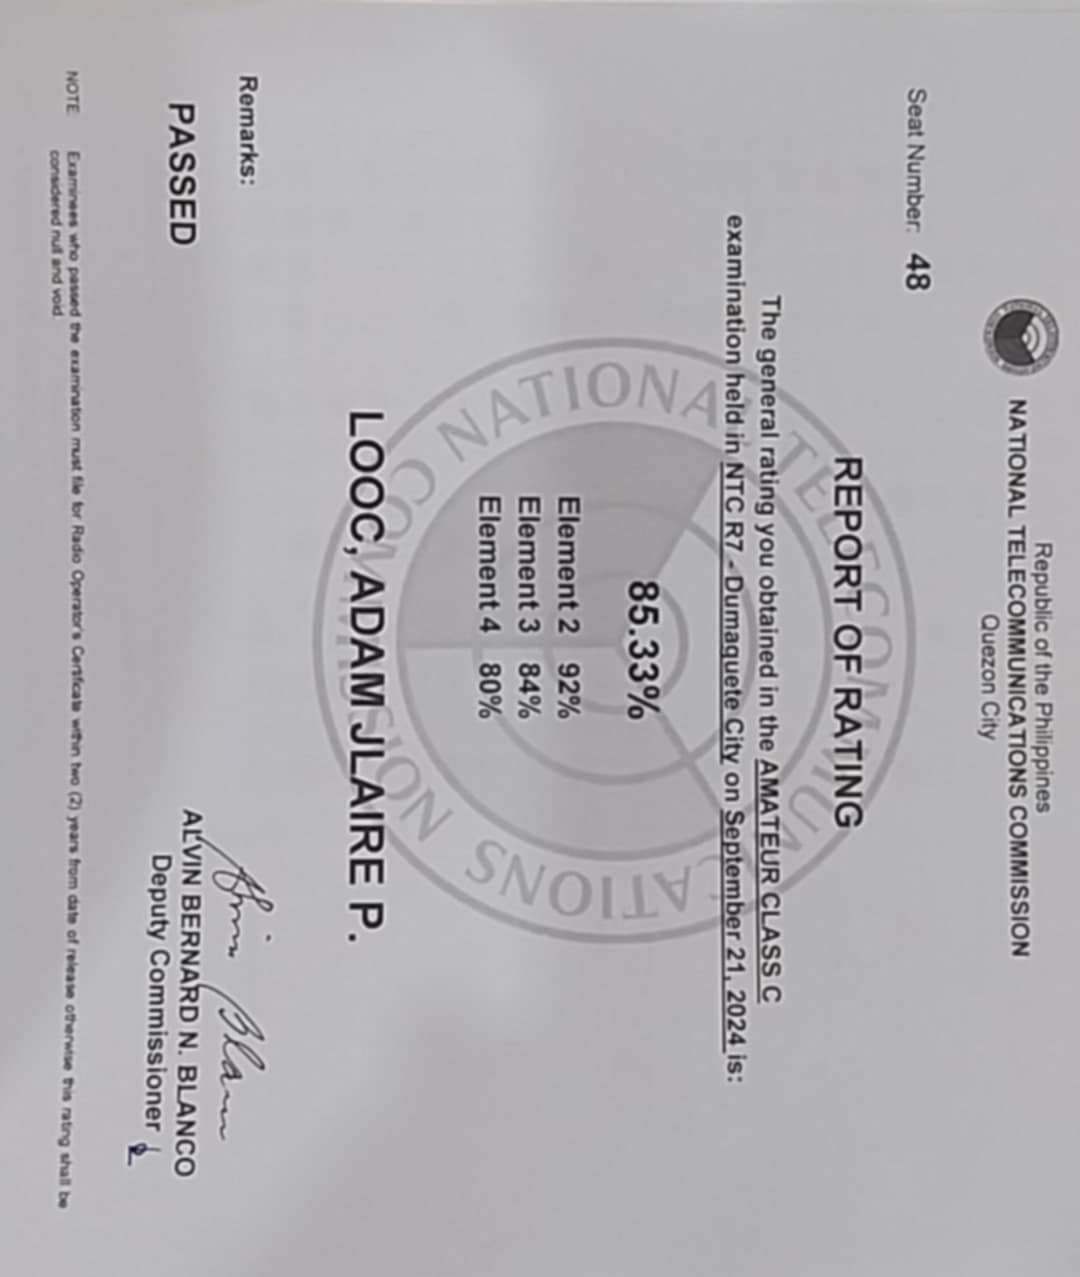 Republic of the Philippines
NATIONAL TELECOMMUNICATIONS COMMISSION
Quezon City
Seat Number: 48
REPORT OF RATING
The general rating you obtained in the AMATEUR CLASS C
examination held in NTC R7 - Dumaguete City on September 21, 2024 is:
85.33%
Element 2 92%
Element 3 84%
Element 4 80%
LOOC, ADAM JLAIRE P.
Remarks:
PASSED
ALVIN BERNARD N. BLANCO
Deputy Commissioner
NOTE: Examinees who passed the examination must file for Radio Operator's Certificate within two (2) years from date of release otherwise this rating shall be
considered null and void.
NATIONAL TELECOMMUNICATIONS COMMISSION